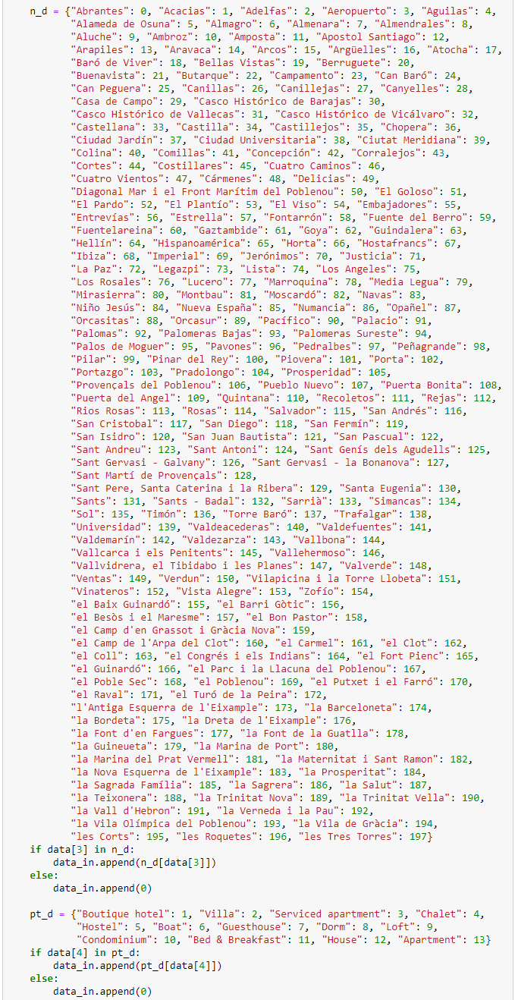 n_d = {"Abrantes": 0, "Acacias": 1, "Adelfas": 2, "Aeropuerto": 3, "Aguilas": 4,
"Alameda de Osuna": 5, "Almagro": 6, "Almenara": 7, "Almendrales": 8,
"Aluche": 9, "Ambroz": 10, "Amposta": 11, "Apostol Santiago": 12,
"Arapiles": 13, "Aravaca": 14, "Arcos": 15, "Argüelles": 16, "Atocha": 17,
"Baró de Viver": 18, "Bellas Vistas": 19, "Berruguete": 20,
"Buenavista": 21, "Butarque": 22, "Campamento": 23, "Can Baró": 24,
"Can Peguera": 25, "Canillas": 26, "Canillejas": 27, "Canyelles": 28,
"Casa de Campo": 29, "Casco Histórico de Barajas": 30,
"Casco Histórico de Vallecas": 31, "Casco Histórico de Vicálvaro": 32,
"Castellana": 33, "Castilla": 34, "Castillejos": 35, "Chopera": 36,
"Ciudad Jardín": 37, "Ciudad Universitaria": 38, "Ciutat Meridiana": 39,
"Colina": 40, "Comillas": 41, "Concepción": 42, "Corralejos": 43,
"Cortes": 44, "Costillares": 45, "Cuatro Caminos": 46,
"Cuatro Vientos": 47, "Cármenes": 48, "Delicias": 49,
"Diagonal Mar i el Front Marítim del Poblenou": 50, "El Goloso": 51,
"El Pardo": 52, "El Plantío": 53, "El Viso": 54, "Embajadores": 55,
"Entrevías": 56, "Estrella": 57, "Fontarrón": 58, "Fuente del Berro": 59,
"Fuentelareina": 60, "Gaztambide": 61, "Goya": 62, "Guindalera": 63,
"Hellín": 64, "Hispanoamérica": 65, "Horta": 66, "Hostafrancs": 67,
"Ibiza": 68, "Imperial": 69, "Jerónimos": 70, "Justicia": 71,
"La Paz": 72, "Legazpi": 73, "Lista": 74, "Los Angeles": 75,
"Los Rosales": 76, "Lucero": 77, "Marroquina": 78, "Media Legua": 79,
"Mirasierra": 80, "Montbau": 81, "Moscardó": 82, "Navas": 83,
"Niño Jesús": 84, "Nueva España": 85, "Numancia": 86, "Opañel": 87,
"Orcasitas": 88, "Orcasur": 89, "Pacífico": 90, "Palacio": 91,
"Palomas": 92, "Palomeras Bajas": 93, "Palomeras Sureste": 94,
"Palos de Moguer": 95, "Pavones": 96, "Pedralbes": 97, "Peñagrande": 98,
"Pilar": 99, "Pinar del Rey": 100, "Piovera": 101, "Porta": 102,
"Portazgo": 103, "Pradolongo": 104, "Prosperidad": 105,
"Provençals del Poblenou": 106, "Pueblo Nuevo": 107, "Puerta Bonita": 108,
"Puerta del Angel": 109, "Quintana": 110, "Recoletos": 111, "Rejas": 112,
"Rios Rosas": 113, "Rosas": 114, "Salvador": 115, "San Andrés": 116,
"San Cristobal": 117, "San Diego": 118, "San Fermín": 119,
"San Isidro": 120, "San Juan Bautista": 121, "San Pascual": 122,
"Sant Andreu": 123, "Sant Antoni": 124, "Sant Genís dels Agudells": 125,
"Sant Gervasi - Galvany": 126, "Sant Gervasi - la Bonanova": 127,
"Sant Martí de Provençals": 128,
"Sant Pere, Santa Caterina i la Ribera": 129, "Santa Eugenia": 130,
"Sants": 131, "Sants - Badal": 132, "Sarrià": 133, "Simancas": 134,
"Sol": 135, "Timón": 136, "Torre Baró": 137, "Trafalgar": 138,
"Universidad": 139, "Valdeacederas": 140, "Valdefuentes": 141,
"Valdemarín": 142, "Valdezarza": 143, "Vallbona": 144,
"Vallcarca i els Penitents": 145, "Vallehermoso": 146,
"Vallvidrera, el Tibidabo i les Planes": 147, "Valverde": 148,
"Ventas": 149, "Verdun": 150, "Vilapicina i la Torre Llobeta": 151,
"Vinateros": 152, "Vista Alegre": 153, "Zofío": 154,
"el Baix Guinardó": 155, "el Barri Gòtic": 156,
"el Besòs i el Maresme": 157, "el Bon Pastor": 158,
"el Camp d'en Grassot i Gràcia Nova": 159,
"el Camp de l'Arpa del Clot": 160, "el Carmel": 161, "el Clot": 162,
"el Coll": 163, "el Congrés i els Indians": 164, "el Fort Pienc": 165,
"el Guinardó": 166, "el Parc i la Llacuna del Poblenou": 167,
"el Poble Sec": 168, "el Poblenou": 169, "el Putxet i el Farró": 170,
"el Raval": 171, "el Turó de la Peira": 172,
"l'Antiga Esquerra de l'Eixample": 173, "la Barceloneta": 174,
"la Bordeta": 175, "la Dreta de l'Eixample": 176,
"la Font d'en Fargues": 177, "la Font de la Guatlla": 178,
"la Guineueta": 179, "la Marina de Port": 180,
"la Marina del Prat Vermell": 181, "la Maternitat i Sant Ramon": 182,
"la Nova Esquerra de l'Eixample": 183, "la Prosperitat": 184,
"la Sagrada Família": 185, "la Sagrera": 186, "la Salut": 187,
"la Teixonera": 188, "la Trinitat Nova": 189, "la Trinitat Vella": 190,
"la Vall d'Hebron": 191, "la Verneda i la Pau": 192,
"la Vila Olímpica del Poblenou": 193, "la Vila de Gràcia": 194,
"les Corts": 195, "les Roquetes": 196, "les Tres Torres": 197}
if data[3] in n_d:
data_in.append(n_d[data[3]])
else:
data_in.append(0)
pt_d = {"Boutique hotel": 1, "Villa": 2, "Serviced apartment": 3, "Chalet": 4,
"Hostel": 5, "Boat": 6, "Guesthouse": 7, "Dorm": 8, "Loft": 9,
"Condominium": 10, "Bed & Breakfast": 11, "House": 12, "Apartment": 13}
if data[4] in pt_d:
data_in.append(pt_d[data[4]])
else:
data_in.append(0)